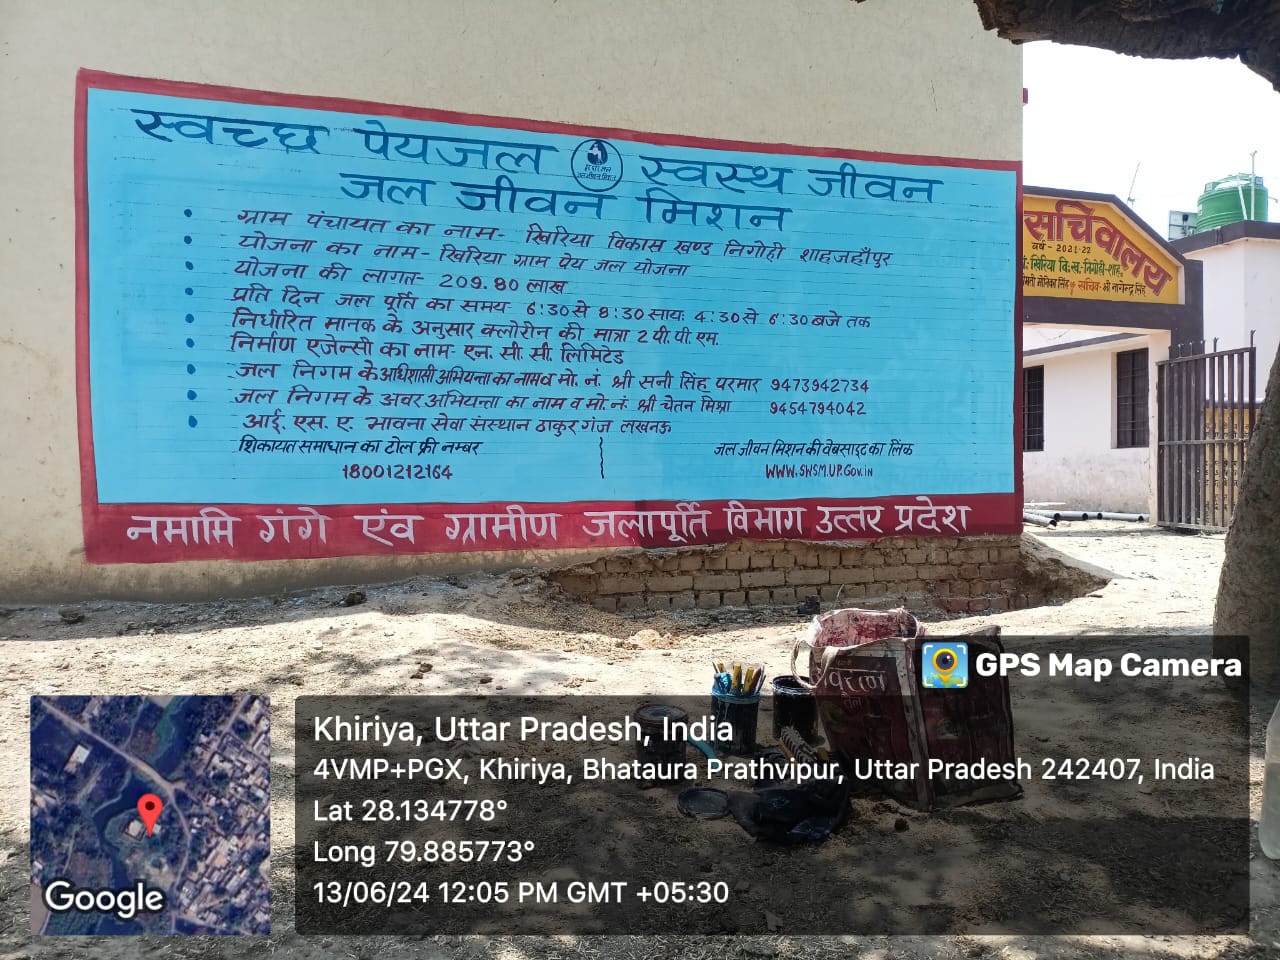 स्वच्छ पेयजल स्वस्थ जीवन
जल जीवन मिशन
ग्राम पंचायत का नाम- खिरिया विकास खण्ड निगोही शाहजहाँपुर
योजना का नाम- खिरिया ग्राम पेय जल योजना
योजना की लागत- 209.80 लाख
प्रति दिन जल पूर्ति का समय- 6:30 से 8:30 सायः 4:30 से 6:30 बजे तक
निर्धारित मानक के अनुसार क्लोरीन की मात्रा 2 पी. पी. एम.
निर्माण एजेन्सी का नाम- एन. सी. सी. लिमिटेड
जल निगम के अधिशासी अभियन्ता का नाम व मो. नं. श्री सनी सिंह परमार 9473942734
जल निगम के अवर अभियन्ता का नाम व मो. नंः श्री चेतन मिश्रा 9454794042
आई. एस. ए. भावना सेवा संस्थान ठाकुर गंज लखनऊ
शिकायत समाधान का टोल फ्री नम्बर
18001212164
जल जीवन मिशन की वेबसाइट का लिंक
WWW.SWSM.UP.Gov.iN
नमामि गंगे एंव ग्रामीण जलापूर्ति विभाग उत्तर प्रदेश
सचिवालय
वर्ष - 2021-22
खिरिया वि.ख.- निगोही-शाह.
मोनिका सिंह सचिव- श्री नागेन्द्र सिंह
GPS Map Camera
Khiriya, Uttar Pradesh, India
4VMP+PGX, Khiriya, Bhataura Prathvipur, Uttar Pradesh 242407, India
Lat 28.134778°
Long 79.885773°
13/06/24 12:05 PM GMT +05:30
Google